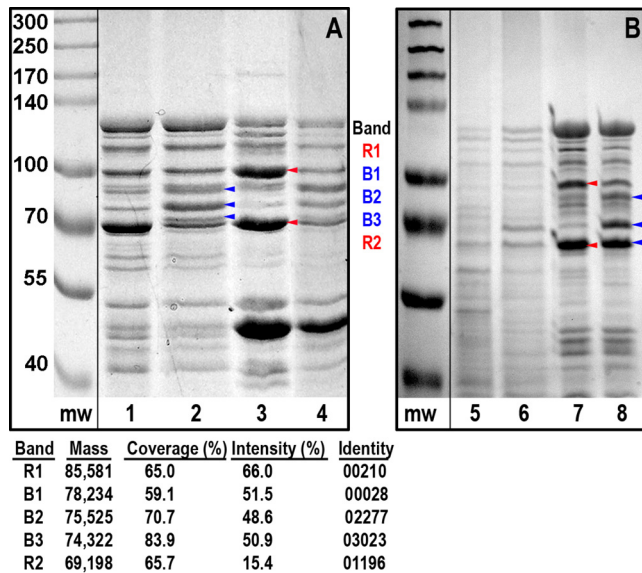 300
250
170
140
100
70
55
40
mw 1 2 3 4
A
Band
R1
B1
B2
B3
R2
B
mw 5 6 7 8
Band Mass Coverage (%) Intensity (%) Identity
R1 85,581 65.0 66.0 00210
B1 78,234 59.1 51.5 00028
B2 75,525 70.7 48.6 02277
B3 74,322 83.9 50.9 03023
R2 69,198 65.7 15.4 01196